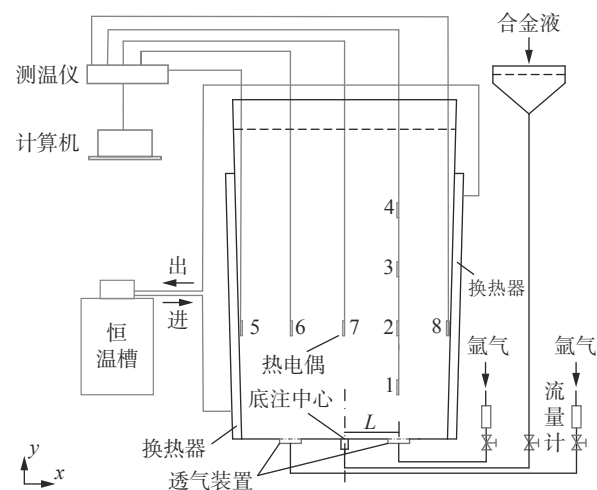 合金液
测温仪
计算机
4
3
出
换热器
进
恒温槽
5
6
7
2
8
热电偶
氩气
氩气
1
底注中心
L
流量计
换热器
透气装置
y
x